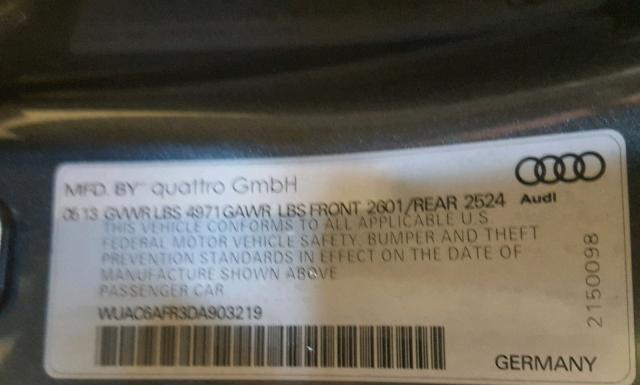 MFD. BY quattro GmbH
Audi
05 13 GVWR LBS 4971 GAWR LBS FRONT 2601/REAR 2524
THIS VEHICLE CONFORMS TO ALL APPLICABLE U.S.
FEDERAL MOTOR VEHICLE SAFETY, BUMPER AND THEFT
PREVENTION STANDARDS IN EFFECT ON THE DATE OF
MANUFACTURE SHOWN ABOVE
PASSENGER CAR
WUAC6AFR3DA903219
2150098
GERMANY